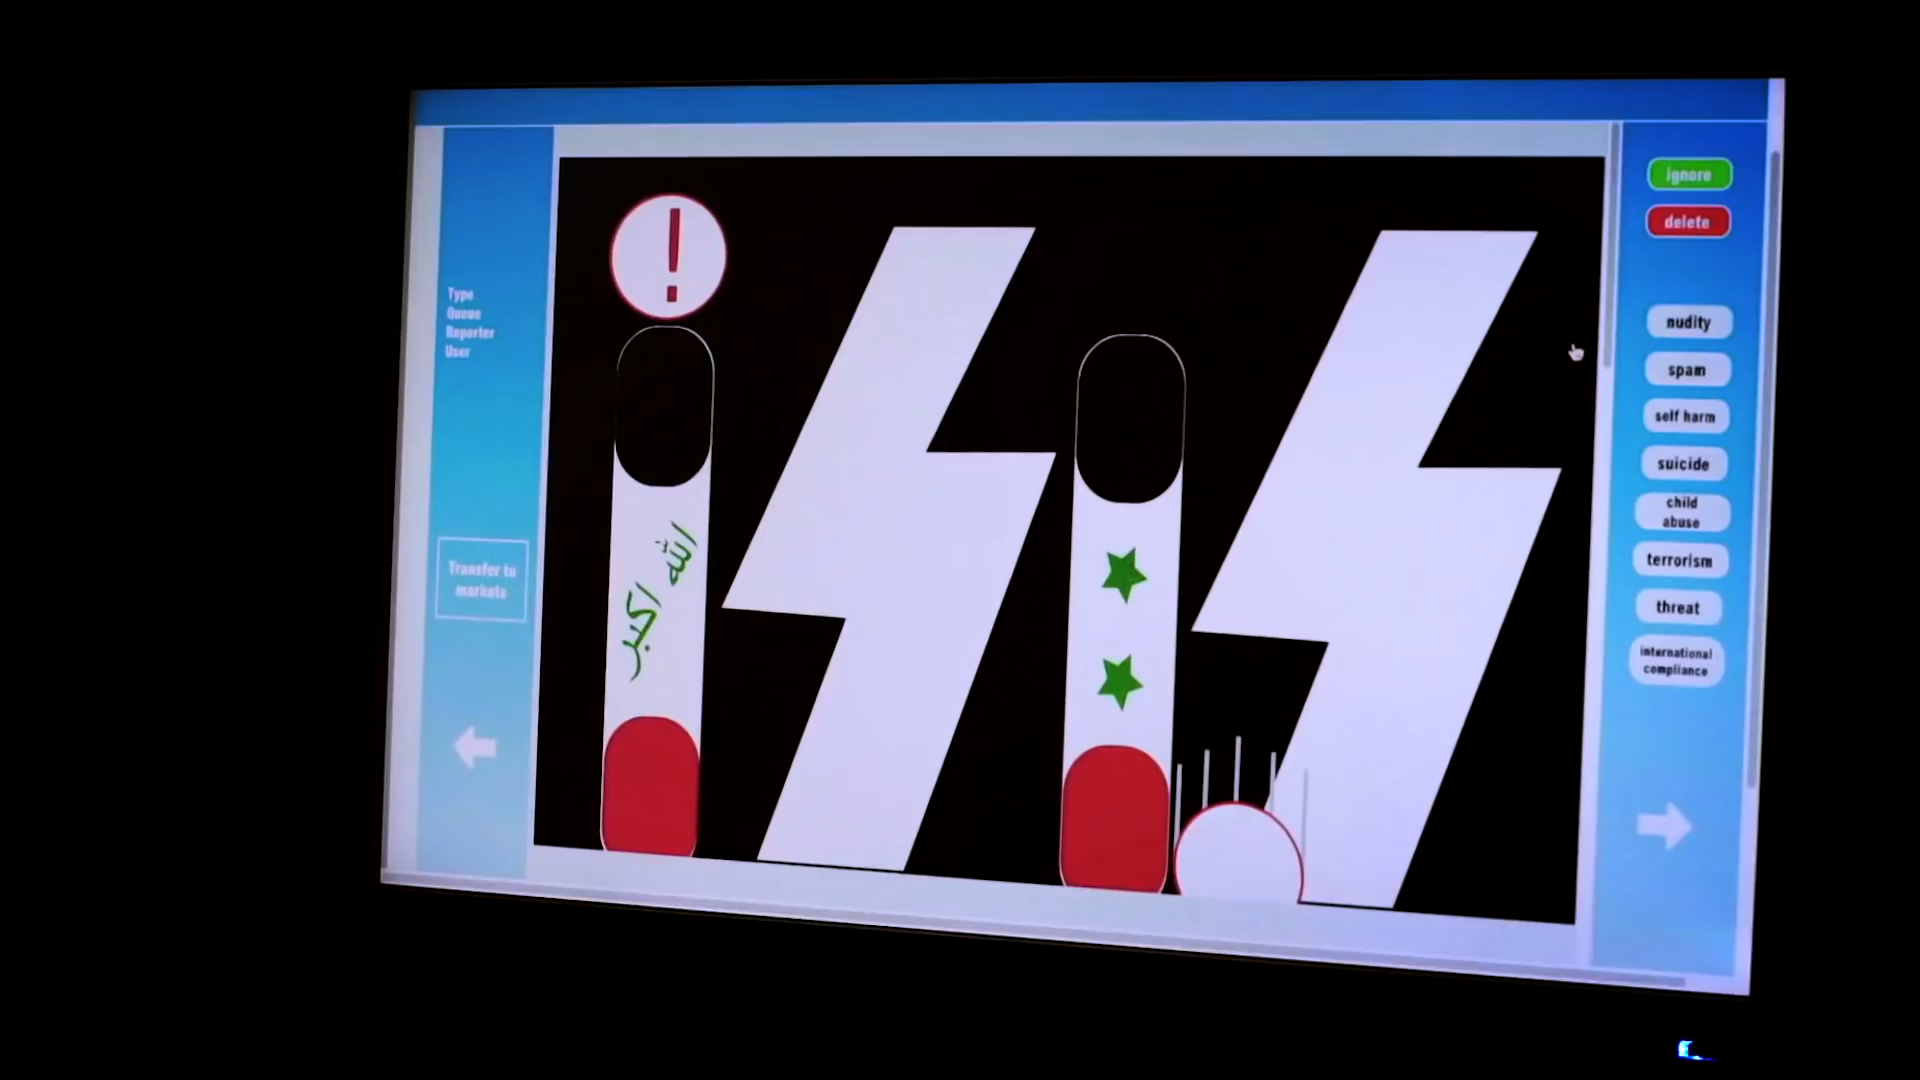 Type
Queue
Reporter
User
Transfer to
markets
!
الله اكبر
ISIS
ignore
delete
nudity
spam
self harm
suicide
child
abuse
terrorism
threat
international
compliance